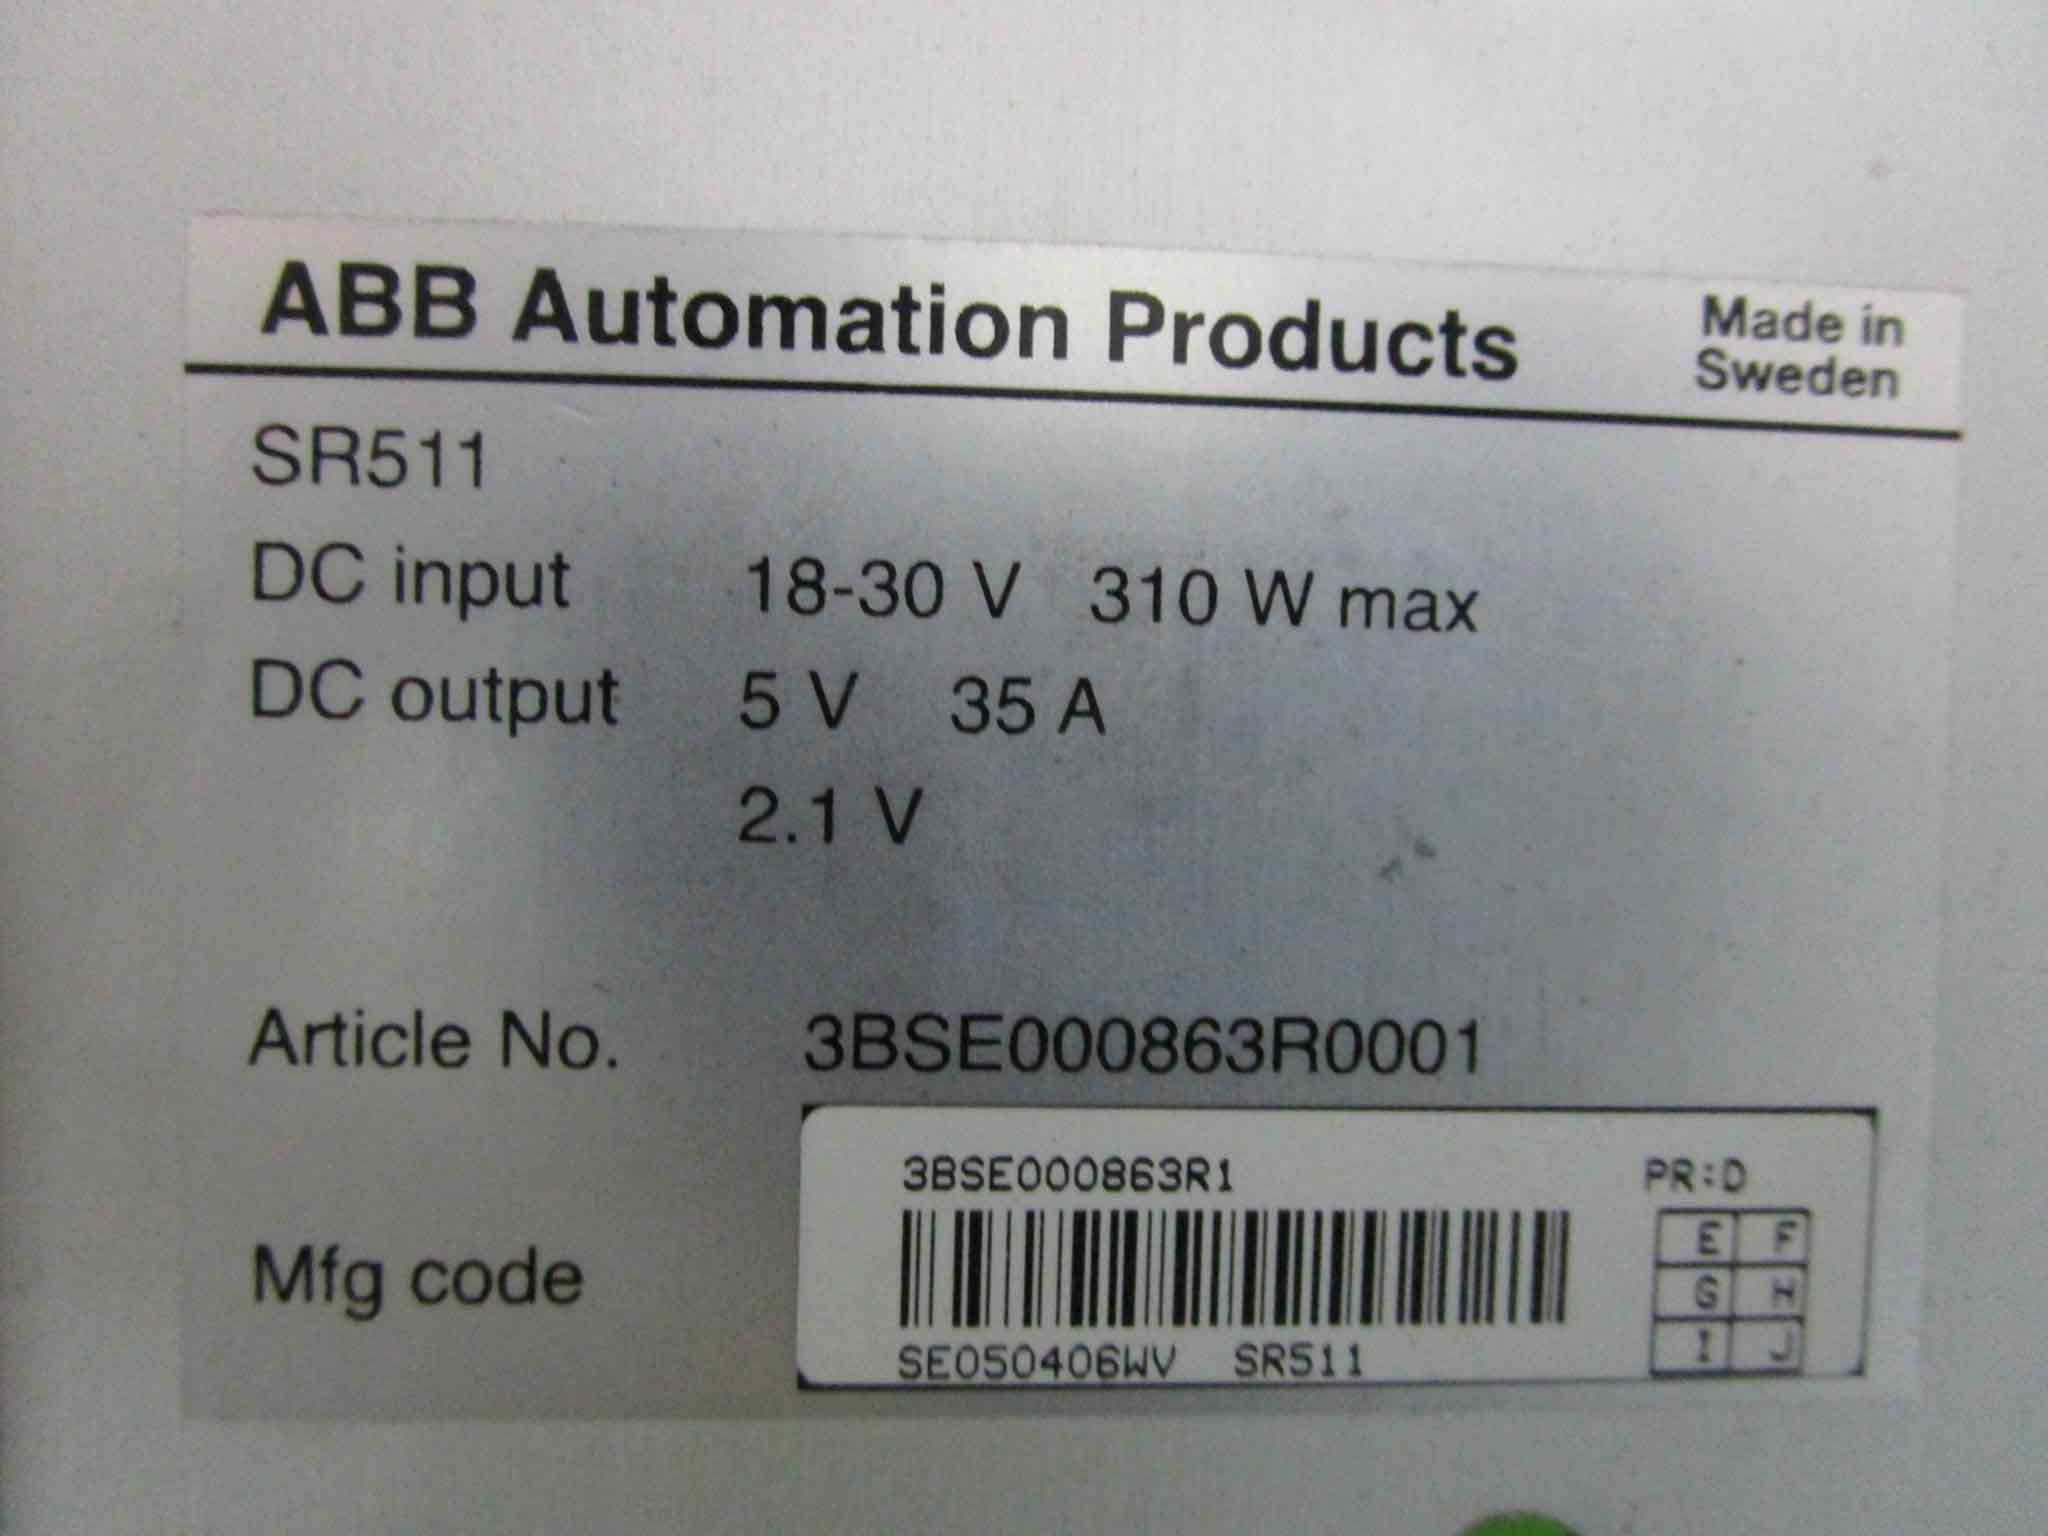 ABB Automation Products
Made in
Sweden
SR511
DC input 18-30 V 310 W max
DC output 5 V 35 A
2.1 V
Article No. 3BSE000863R0001
Mfg code
3BSE000863R1 PR:D
E F
G H
I J
SE050406WV SR511